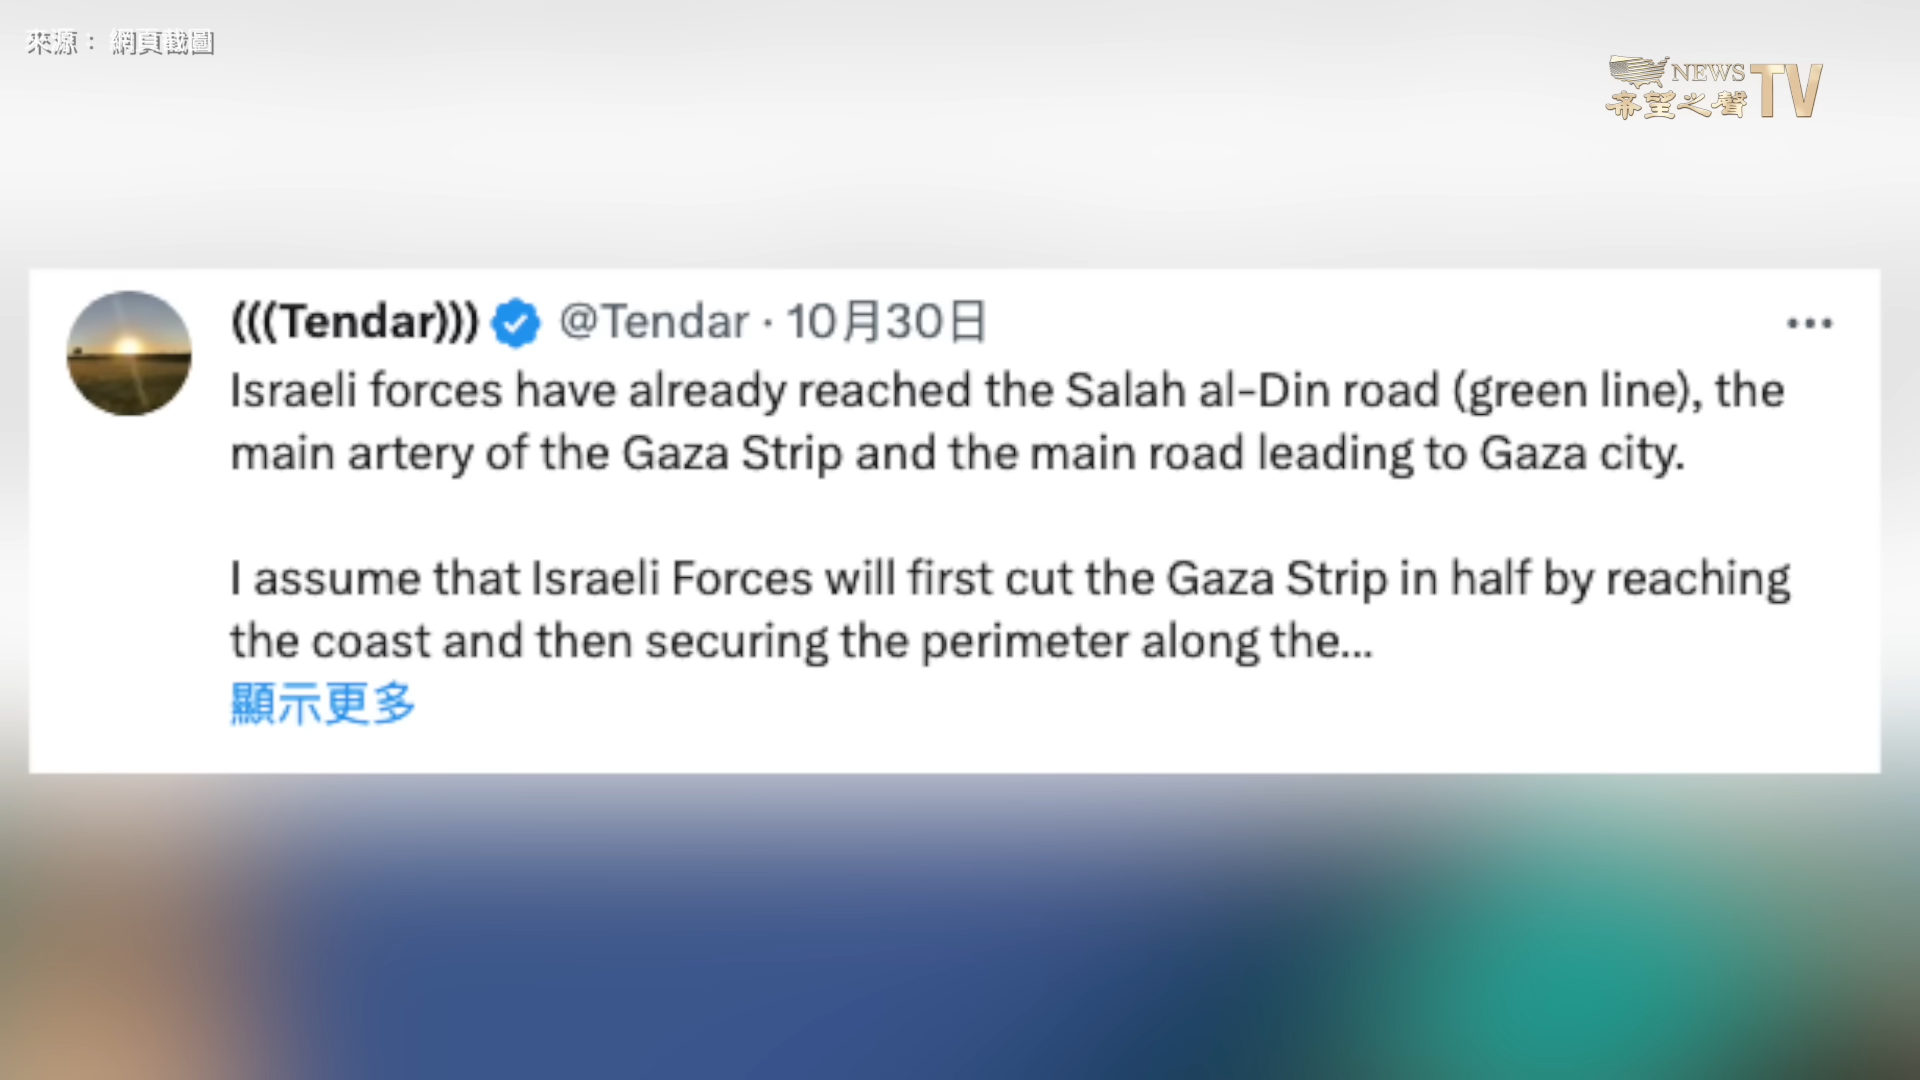 來源： 網頁截圖
NEWS
希望之聲 TV
(((Tendar))) @Tendar · 10月30日
Israeli forces have already reached the Salah al-Din road (green line), the
main artery of the Gaza Strip and the main road leading to Gaza city.
I assume that Israeli Forces will first cut the Gaza Strip in half by reaching
the coast and then securing the perimeter along the...
顯示更多